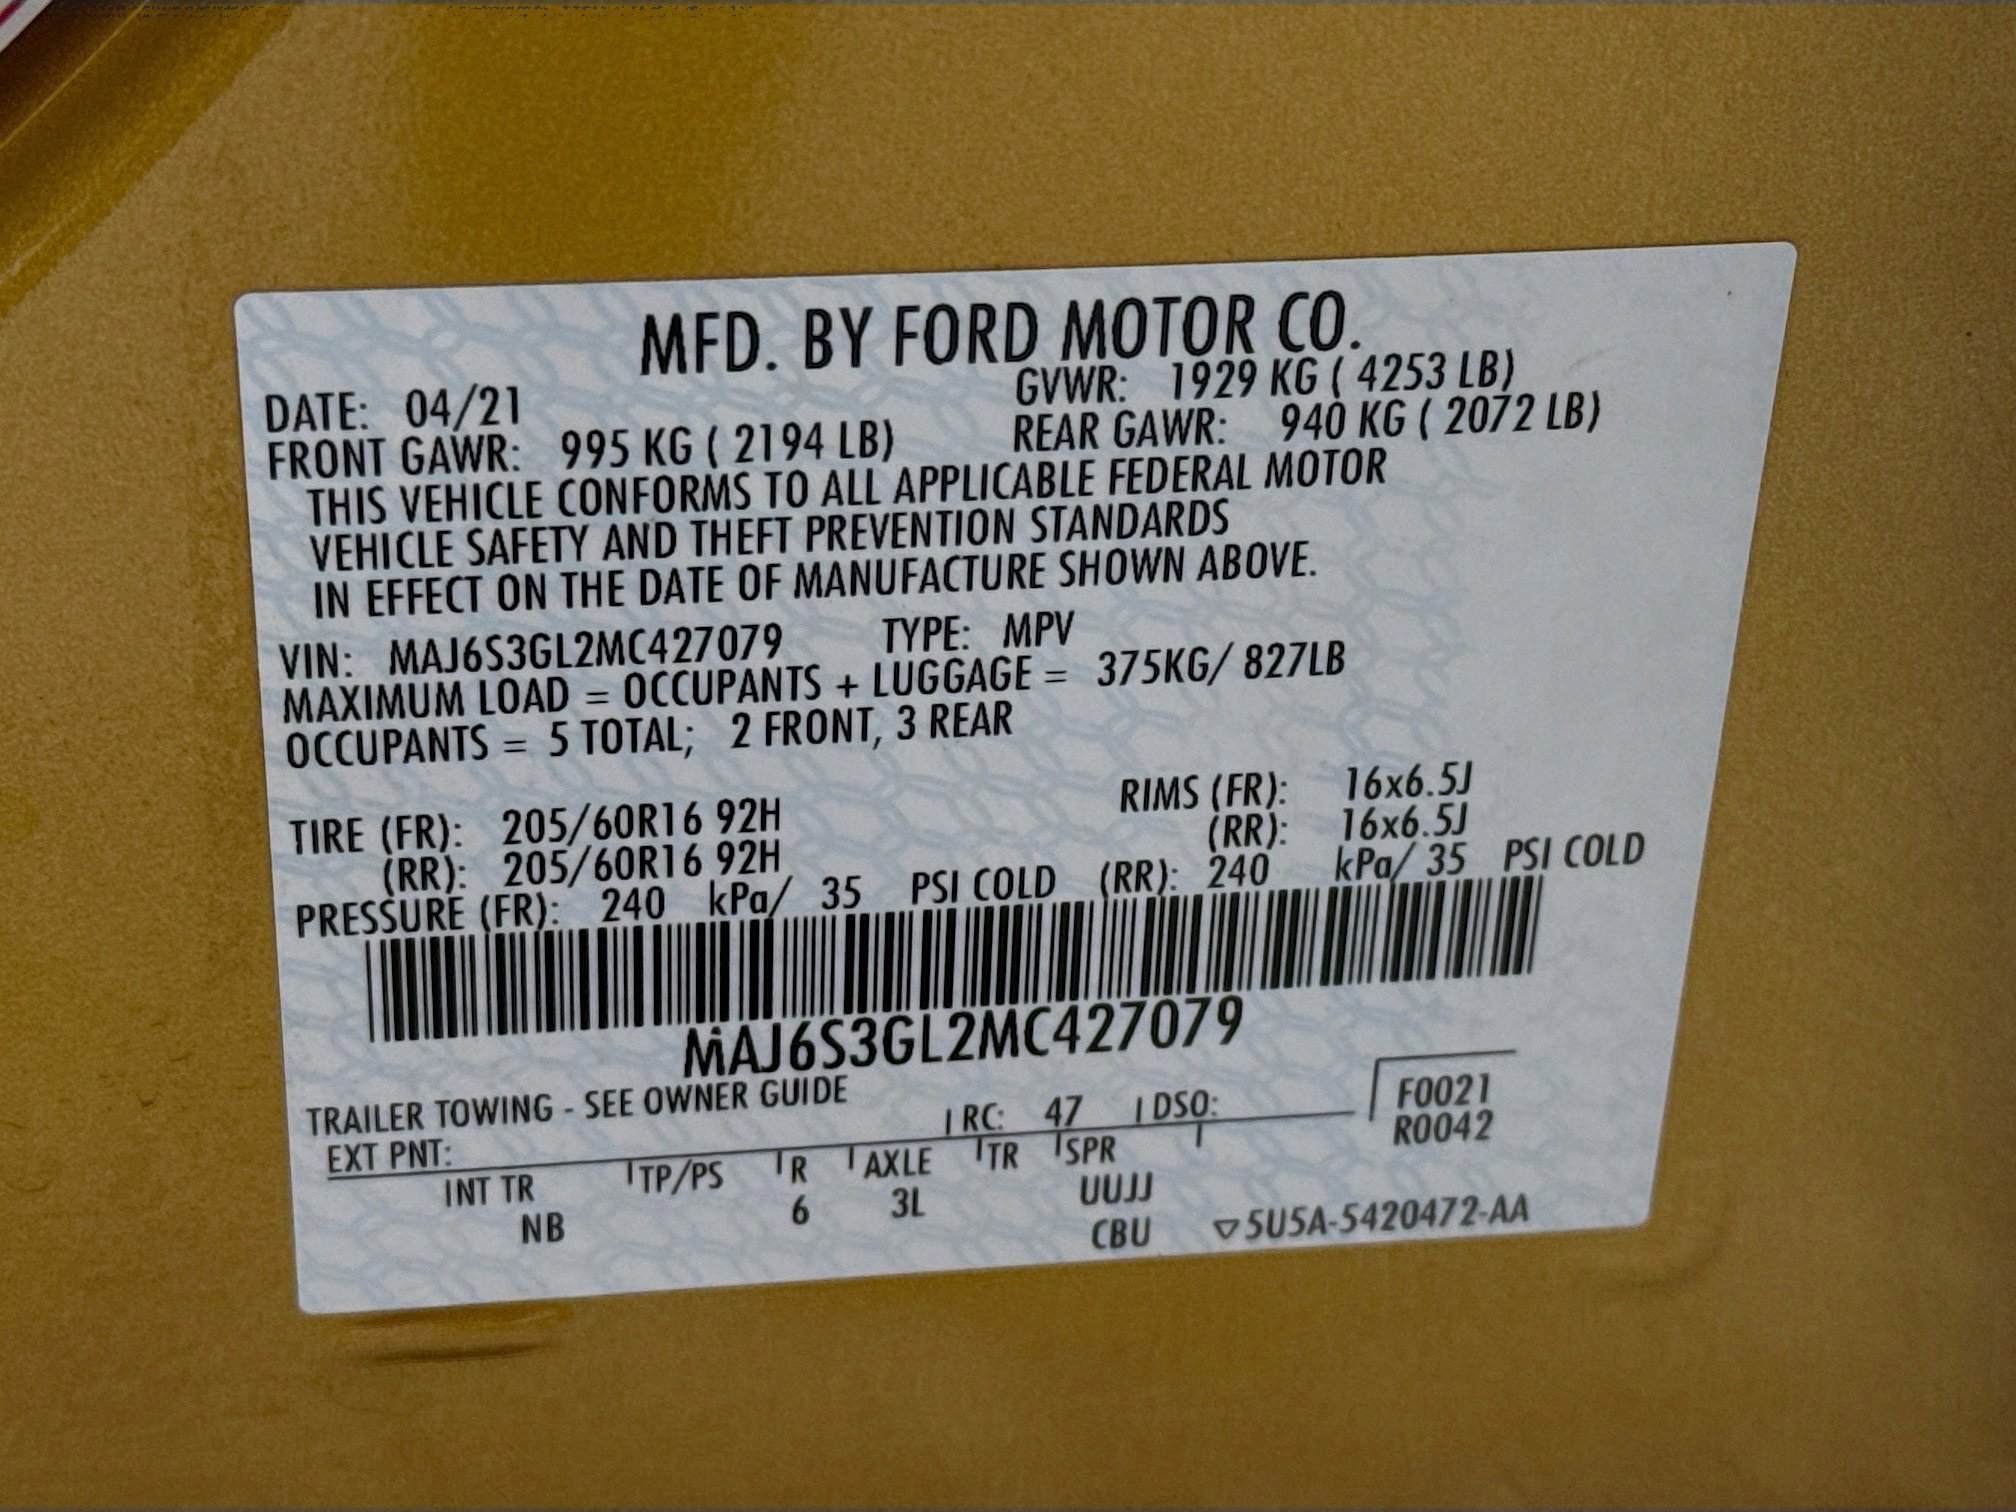 MFD. BY FORD MOTOR CO.
DATE: 04/21 GVWR: 1929 KG ( 4253 LB)
FRONT GAWR: 995 KG ( 2194 LB) REAR GAWR: 940 KG ( 2072 LB)
THIS VEHICLE CONFORMS TO ALL APPLICABLE FEDERAL MOTOR
VEHICLE SAFETY AND THEFT PREVENTION STANDARDS
IN EFFECT ON THE DATE OF MANUFACTURE SHOWN ABOVE.
VIN: MAJ6S3GL2MC427079 TYPE: MPV
MAXIMUM LOAD = OCCUPANTS + LUGGAGE = 375KG/ 827LB
OCCUPANTS = 5 TOTAL; 2 FRONT, 3 REAR
TIRE (FR): 205/60R16 92H RIMS (FR): 16x6.5J
(RR): 205/60R16 92H (RR): 16x6.5J
PRESSURE (FR): 240 kPa/ 35 PSI COLD (RR): 240 kPa/ 35 PSI COLD
MAJ6S3GL2MC427079
TRAILER TOWING - SEE OWNER GUIDE
EXT PNT: RC: 47 DSO: F0021
R0042
INT TR TP/PS R AXLE TR SPR
NB 6 3L UUJJ
CBU 5U5A-5420472-AA